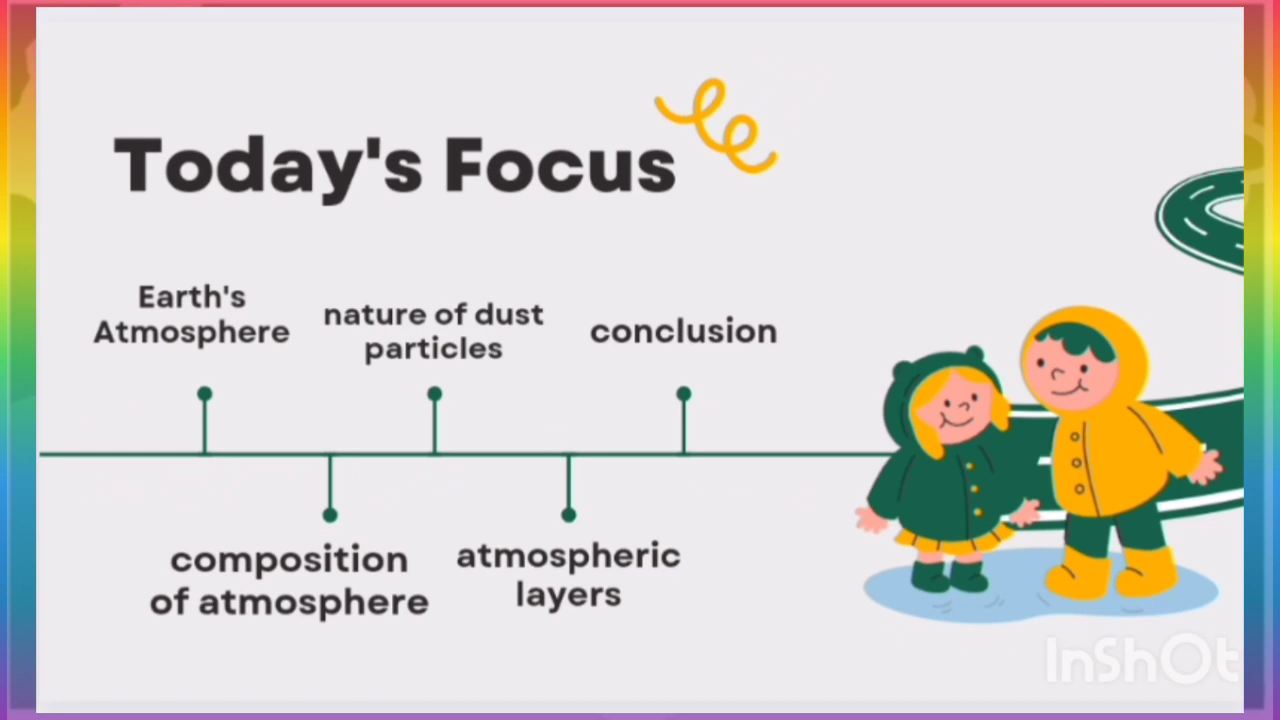 Today's Focus
Earth's
Atmosphere
nature of dust
particles
conclusion
composition
of atmosphere
atmospheric
layers
InShOt